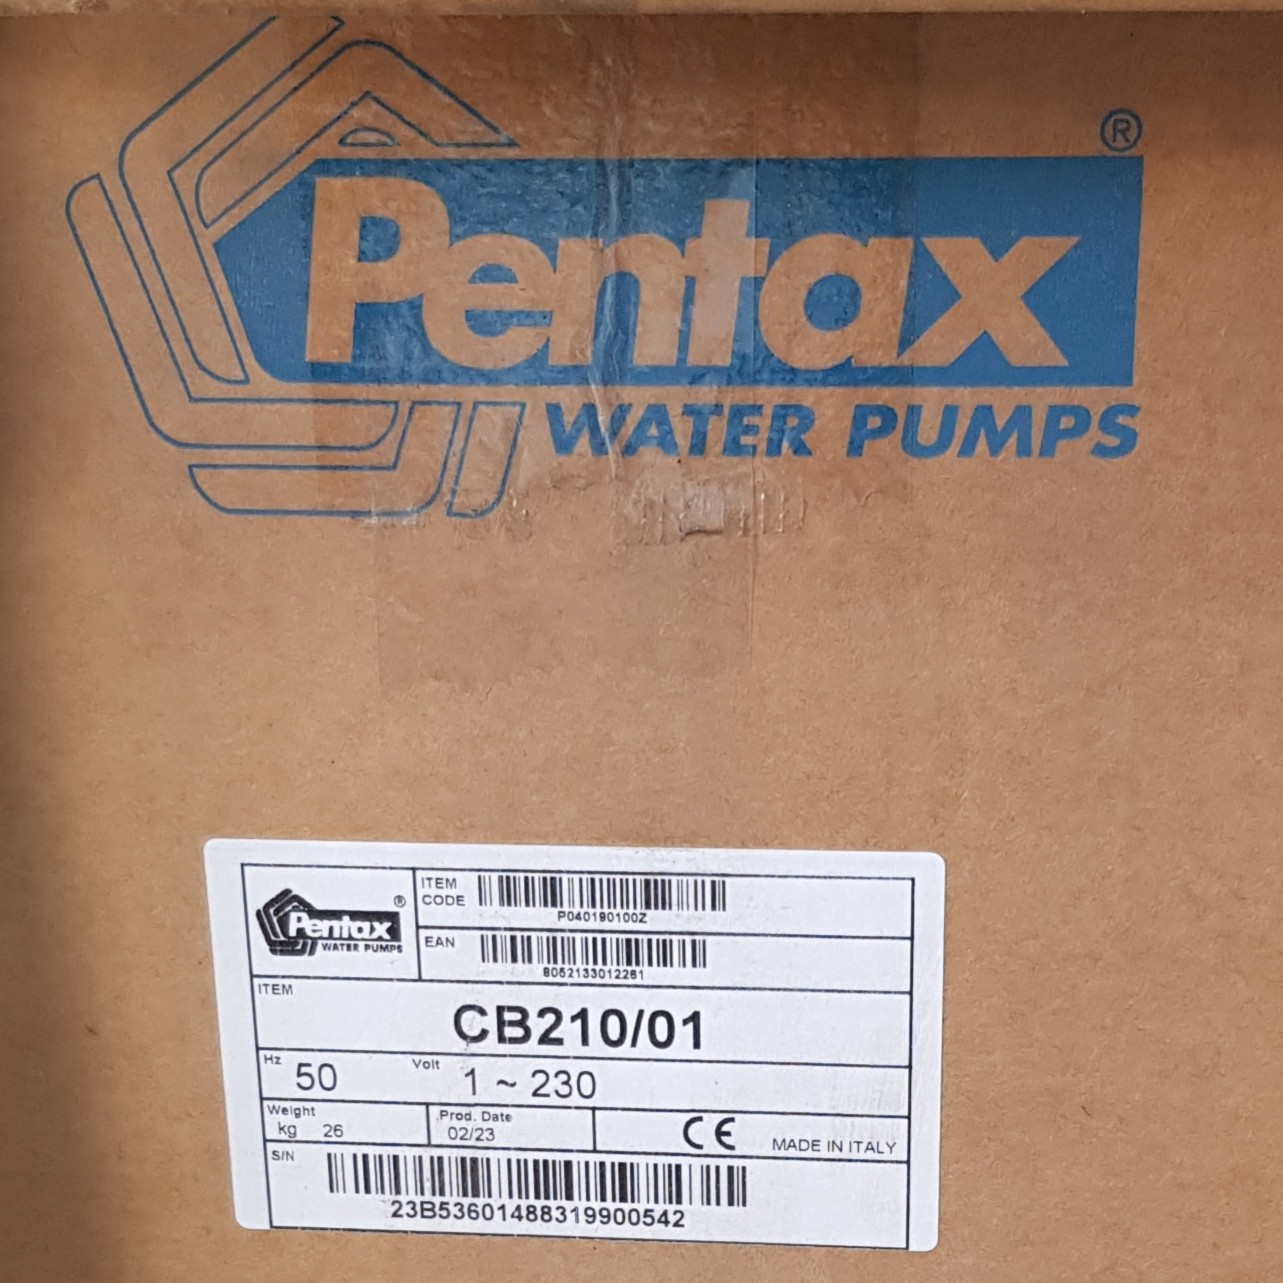 ®
Pentax
WATER PUMPS
Pentax ®
WATER PUMPS
ITEM CODE
P040190100Z
EAN
8052133012261
ITEM
CB210/01
Hz 50 Volt 1 ~ 230
Weight kg 26
Prod. Date 02/23
CE
MADE IN ITALY
S/N
23B53601488319900542